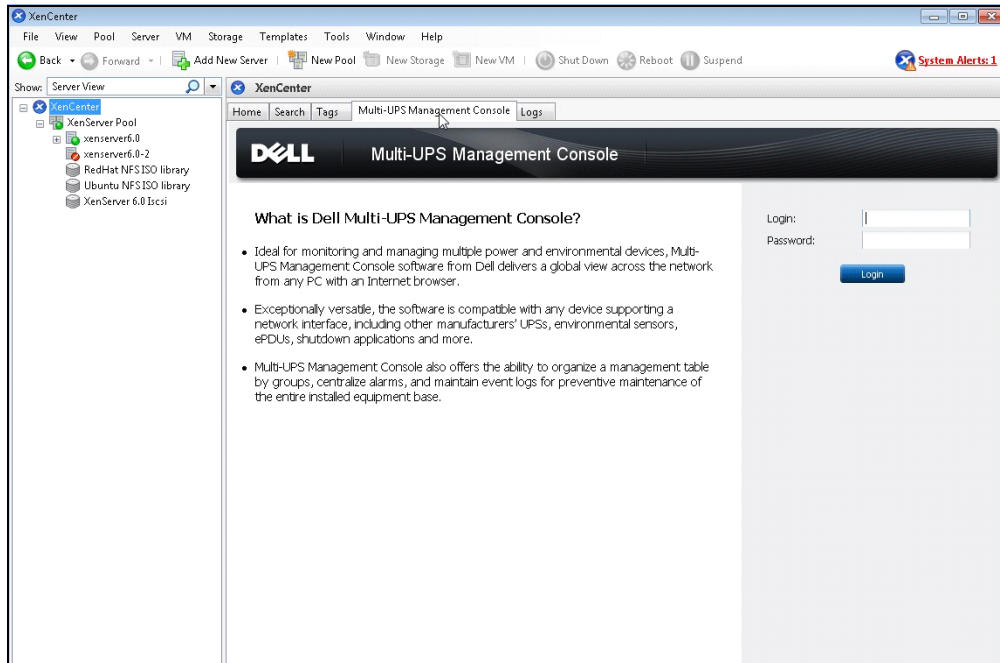 XenCenter
File View Pool Server VM Storage Templates Tools Window Help
Back Forward Add New Server New Pool New Storage New VM Shut Down Reboot Suspend System Alerts: 1
Show: Server View
XenCenter
XenCenter
XenServer Pool
xenserver6.0
xenserver6.0-2
RedHat NFS ISO library
Ubuntu NFS ISO library
XenServer 6.0 Iscsi
Home Search Tags Multi-UPS Management Console Logs
DELL Multi-UPS Management Console
What is Dell Multi-UPS Management Console?
• Ideal for monitoring and managing multiple power and environmental devices, Multi-
UPS Management Console software from Dell delivers a global view across the network
from any PC with an Internet browser.
• Exceptionally versatile, the software is compatible with any device supporting a
network interface, including other manufacturers' UPSs, environmental sensors,
ePDUs, shutdown applications and more.
• Multi-UPS Management Console also offers the ability to organize a management table
by groups, centralize alarms, and maintain event logs for preventive maintenance of
the entire installed equipment base.
Login:
Password:
Login